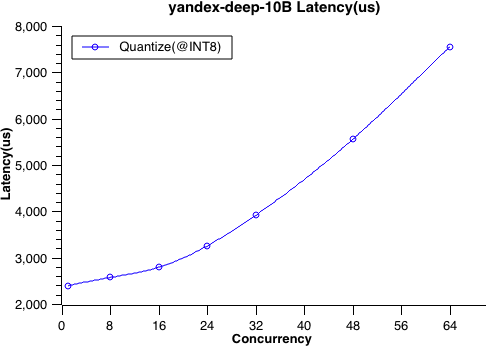 yandex-deep-10B Latency(us)
Quantize(@INT8)
Latency(us)
8,000
7,000
6,000
5,000
4,000
3,000
2,000
0 8 16 24 32 40 48 56 64
Concurrency